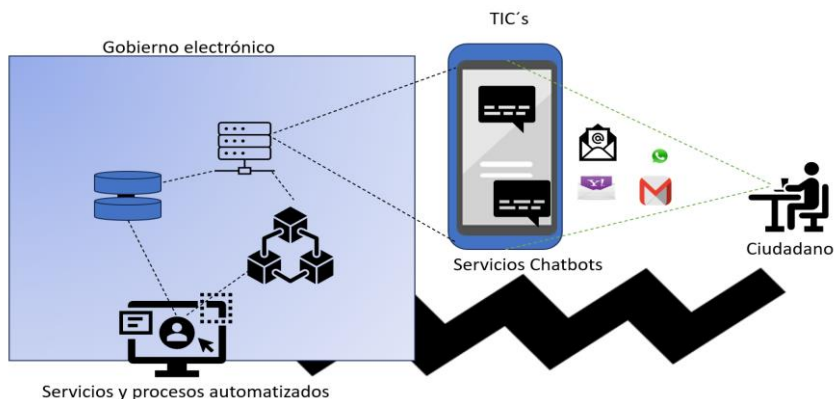 TIC´s
Gobierno electrónico
@
Y!
Servicios Chatbots
Ciudadano
Servicios y procesos automatizados